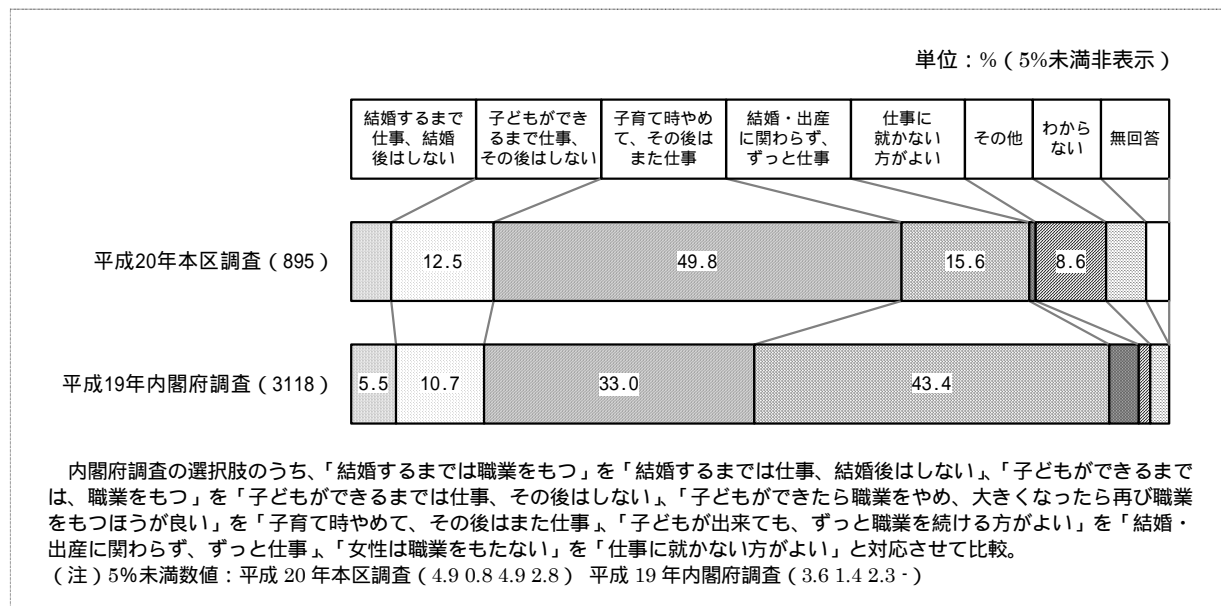 単位:%(5%未満非表示)
結婚するまで仕事、結婚後はしない
子どもができるまで仕事、その後はしない
子育て時やめて、その後はまた仕事
結婚・出産に関わらず、ずっと仕事
仕事に就かない方がよい
その他
わからない
無回答
平成20年本区調査(895)
12.5
49.8
15.6
8.6
平成19年内閣府調査(3118)
5.5
10.7
33.0
43.4
内閣府調査の選択肢のうち、「結婚するまでは職業をもつ」を「結婚するまでは仕事、結婚後はしない」、「子どもができるまで
は、職業をもつ」を「子どもができるまでは仕事、その後はしない」、「子どもができたら職業をやめ、大きくなったら再び職業
をもつほうが良い」を「子育て時やめて、その後はまた仕事」、「子どもが出来ても、ずっと職業を続ける方がよい」を「結婚・
出産に関わらず、ずっと仕事」、「女性は職業をもたない」を「仕事に就かない方がよい」と対応させて比較。
(注)5%未満数値:平成 20 年本区調査(4.9 0.8 4.9 2.8) 平成 19 年内閣府調査(3.6 1.4 2.3 -)